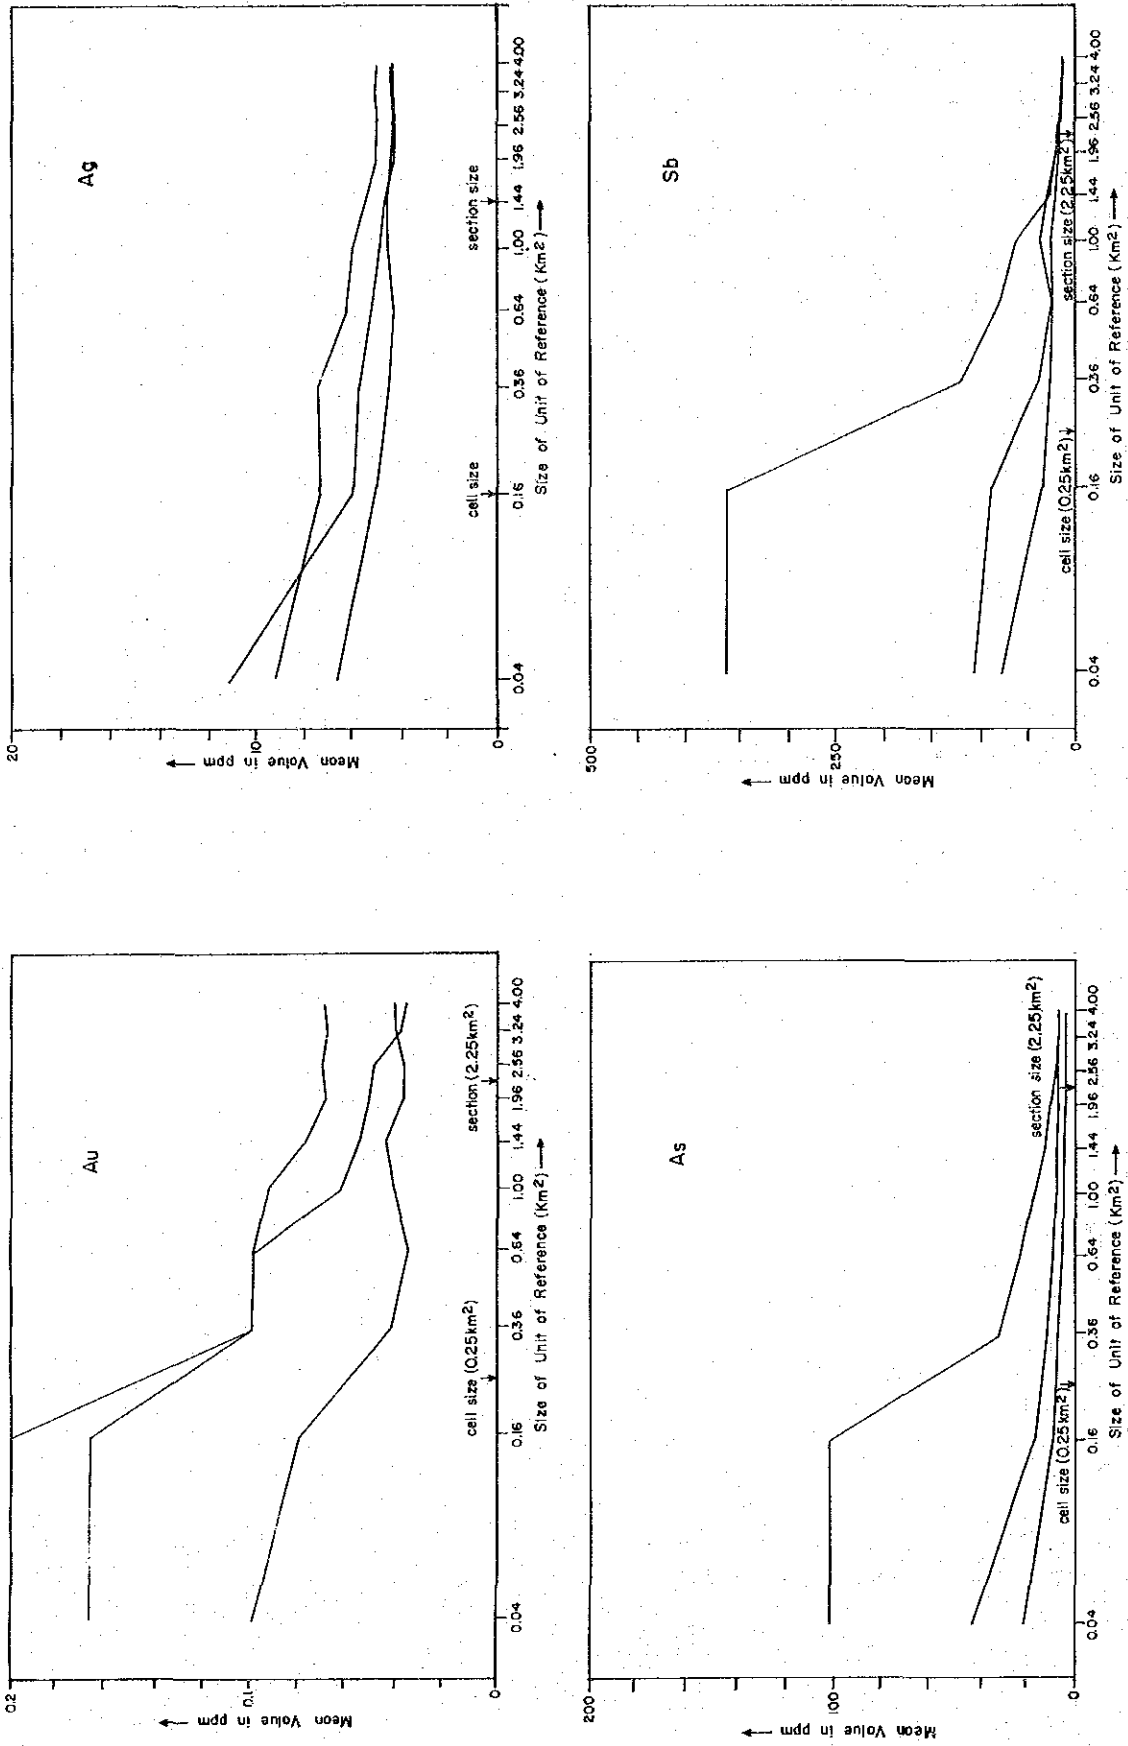 Au
0.2
0.1
0
Mean Value in ppm
cell size (0.25km²)
section (2.25km²)
0.04
0.16
0.36
0.64
1.00
1.44
1.96
2.56
3.24
4.00
Size of Unit of Reference (Km²)
Ag
20
10
0
Mean Value in ppm
cell size
section size
0.04
0.16
0.36
0.64
1.00
1.44
1.96
2.56
3.24
4.00
Size of Unit of Reference (Km²)
As
200
100
0
Mean Value in ppm
cell size (0.25km²)
section size (2.25km²)
0.04
0.16
0.36
0.64
1.00
1.44
1.96
2.56
3.24
4.00
Size of Unit of Reference (Km²)
Sb
500
250
0
Mean Value in ppm
cell size (0.25km²)
section size (2.25km²)
0.04
0.16
0.36
0.64
1.00
1.44
1.96
2.56
3.24
4.00
Size of Unit of Reference (Km²)